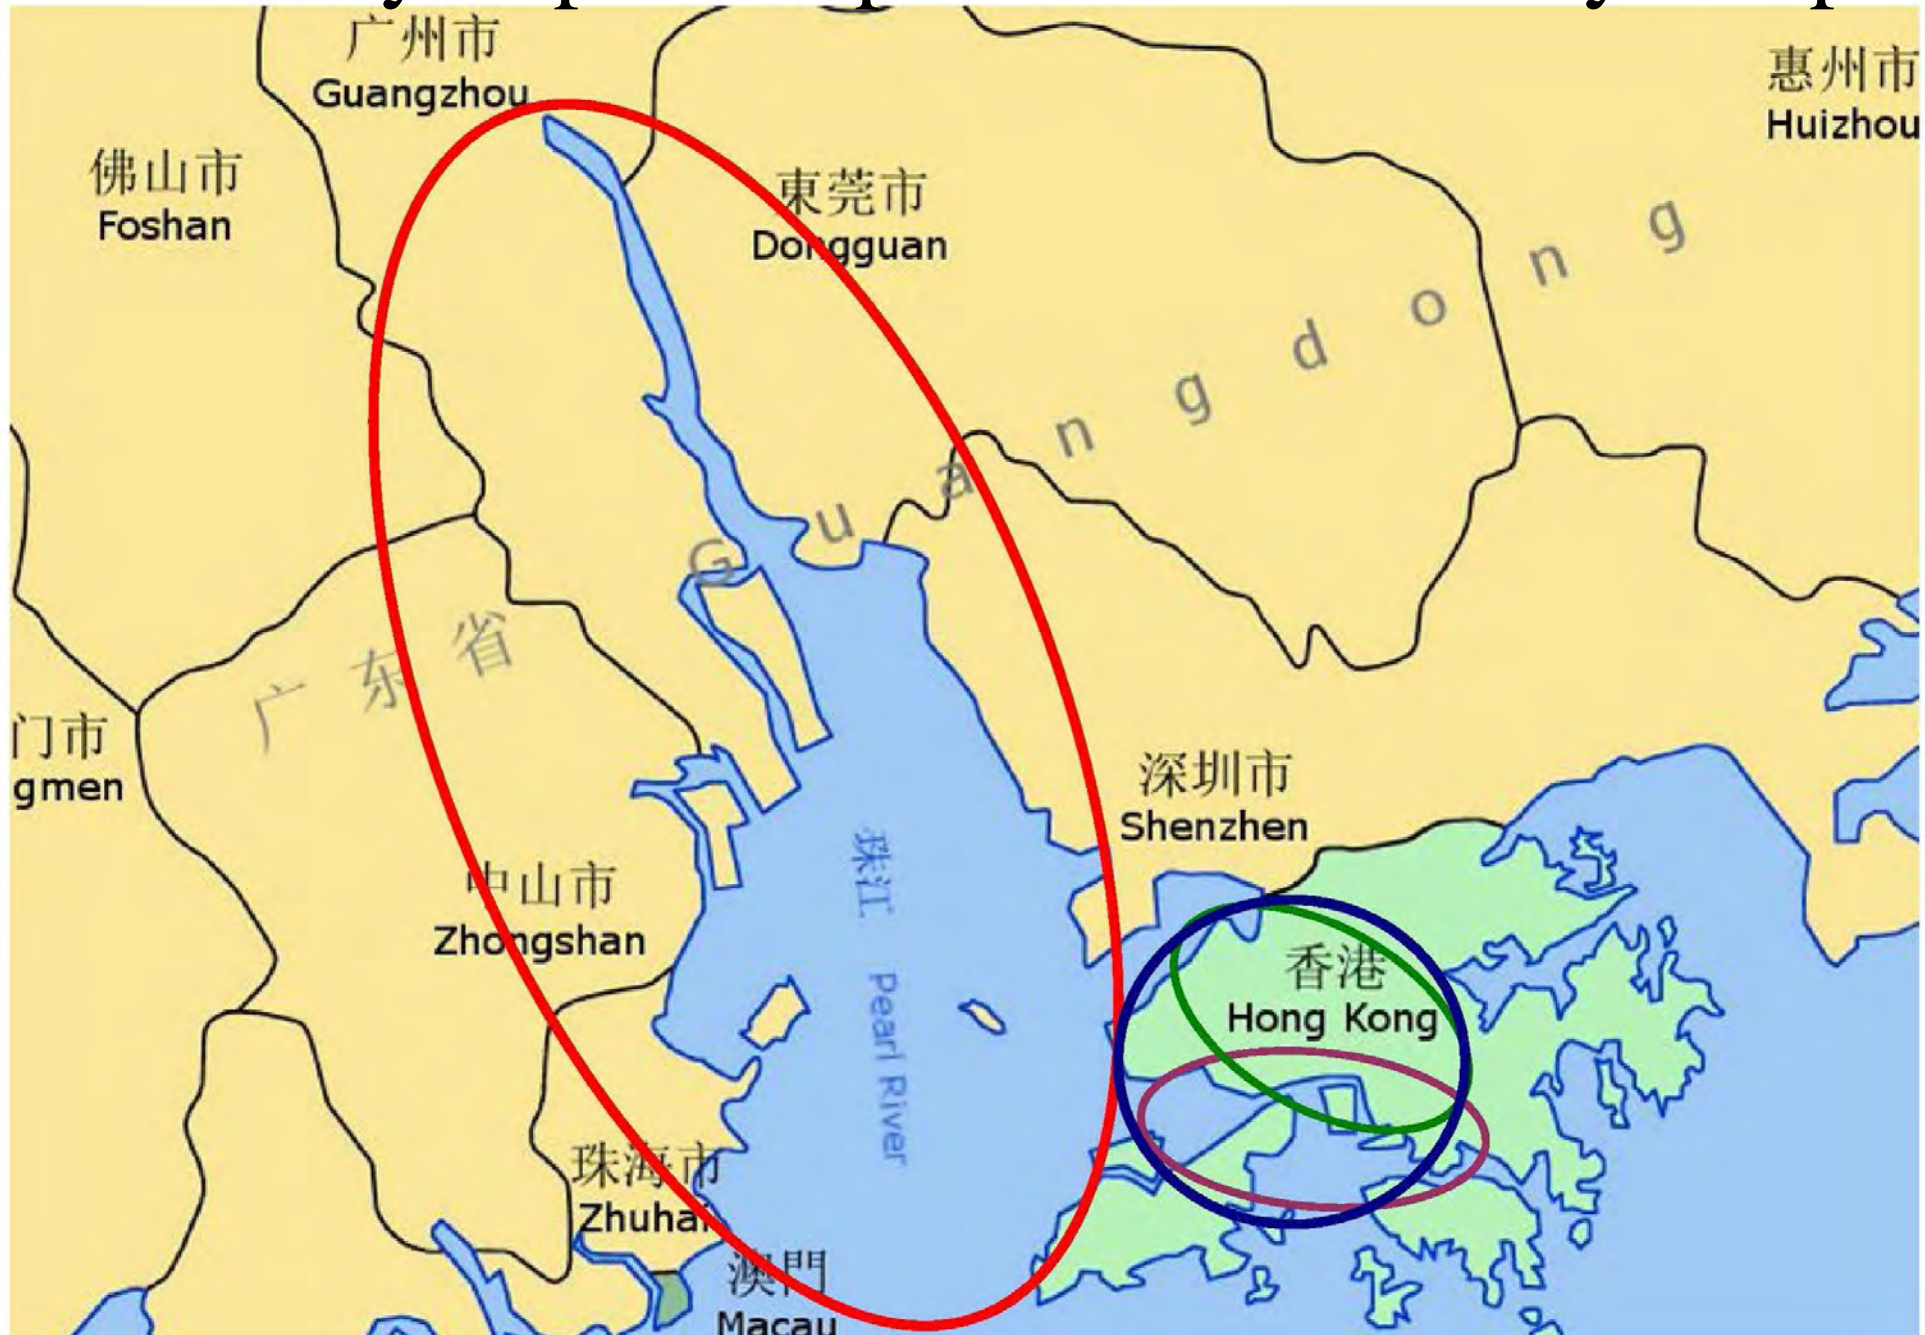 广州市
Guangzhou
惠州市
Huizhou
佛山市
Foshan
東莞市
Dongguan
Guangdong
广东省
门市
gmen
深圳市
Shenzhen
珠江 Pearl River
中山市
Zhongshan
香港
Hong Kong
珠海市
Zhuhai
澳門
Macau